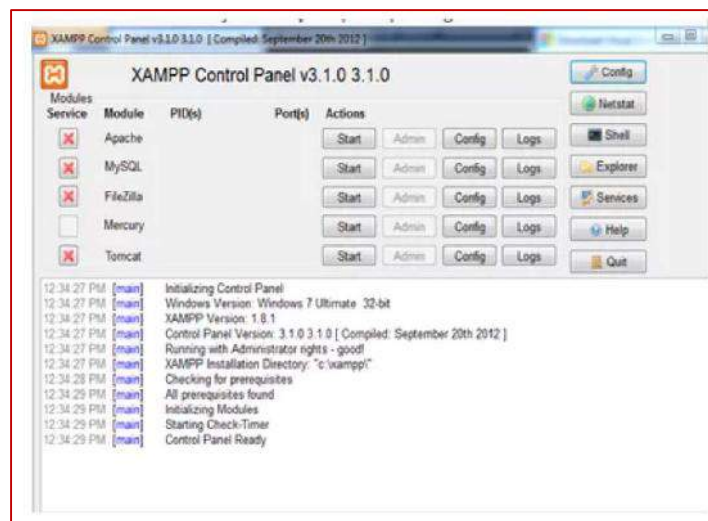 XAMPP Control Panel v3.1.0 3.1.0 [ Compiled: September 20th 2012 ]
XAMPP Control Panel v3.1.0 3.1.0
Config
Modules
Service Module PID(s) Port(s) Actions
Netstat
Apache Start Admin Config Logs
Shell
MySQL Start Admin Config Logs
Explorer
FileZilla Start Admin Config Logs
Services
Mercury Start Admin Config Logs
Help
Tomcat Start Admin Config Logs
Quit
12:34:27 PM [main] Initializing Control Panel
12:34:27 PM [main] Windows Version: Windows 7 Ultimate 32-bit
12:34:27 PM [main] XAMPP Version: 1.8.1
12:34:27 PM [main] Control Panel Version: 3.1.0 3.1.0 [ Compiled: September 20th 2012 ]
12:34:27 PM [main] Running with Administrator rights - good!
12:34:27 PM [main] XAMPP Installation Directory: "c:\xampp\"
12:34:28 PM [main] Checking for prerequisites
12:34:29 PM [main] All prerequisites found
12:34:29 PM [main] Initializing Modules
12:34:29 PM [main] Starting Check-Timer
12:34:29 PM [main] Control Panel Ready